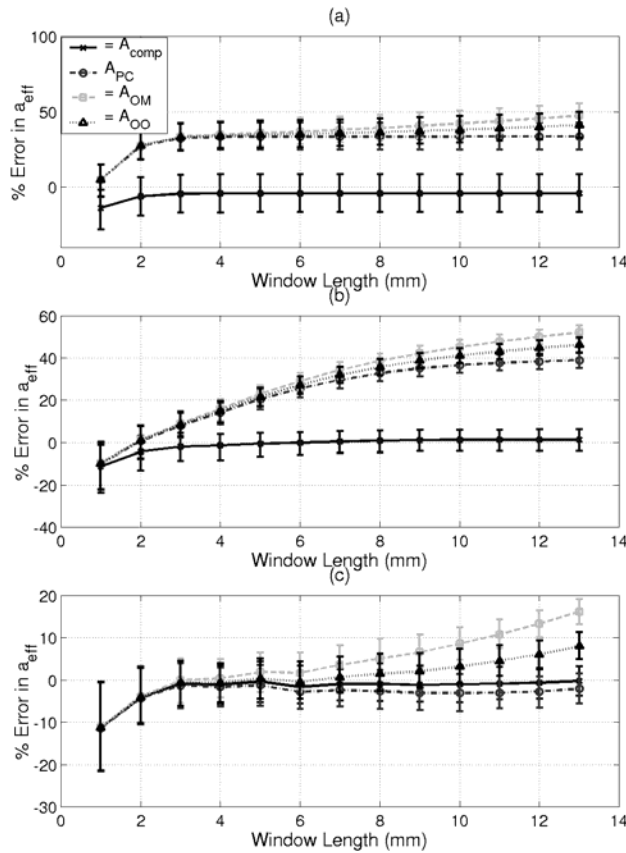 (a)
100
50
0
% Error in a_eff
= A_comp
A_PC
= A_OM
= A_OO
0 2 4 6 8 10 12 14
Window Length (mm)
(b)
60
40
20
0
-20
-40
% Error in a_eff
0 2 4 6 8 10 12 14
Window Length (mm)
(c)
20
10
0
-10
-20
-30
% Error in a_eff
0 2 4 6 8 10 12 14
Window Length (mm)